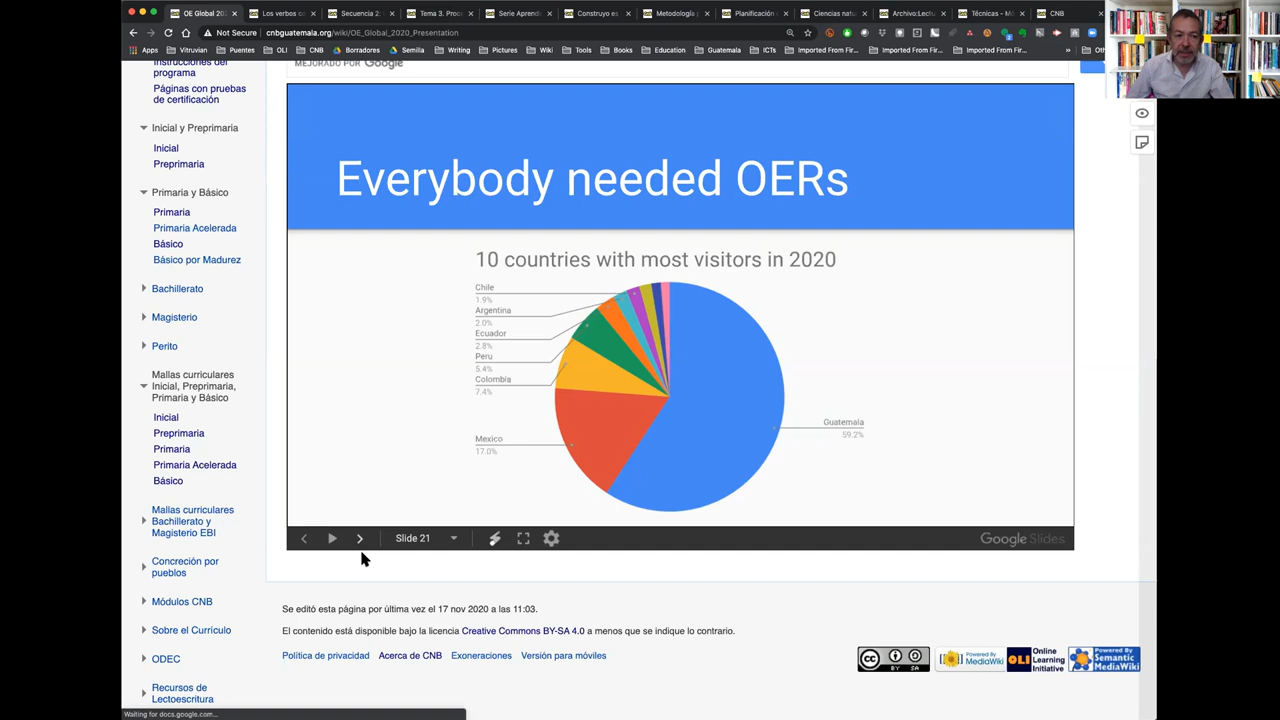 OE Global 202
Los verbos co
Secuencia 2:
Tema 3. Proc
Serie Aprend
Construyo es
Metodología p
Planificación
Ciencias natu
Archivo:Lectu
Técnicas - Mó
CNB
Not Secure
cnbguatemala.org/wiki/OE_Global_2020_Presentation
Apps
Vitruvian
Puentes
OLI
CNB
Borradores
Semilla
Writing
Pictures
Wiki
Tools
Books
Education
Guatemala
ICTs
Imported From Fir...
Imported From Fir...
Imported From Fir...
Instrucciones del
programa
Páginas con pruebas
de certificación
Inicial y Preprimaria
Inicial
Preprimaria
Primaria y Básico
Primaria
Primaria Acelerada
Básico
Básico por Madurez
Bachillerato
Magisterio
Perito
Mallas curriculares
Inicial, Preprimaria,
Primaria y Básico
Inicial
Preprimaria
Primaria
Primaria Acelerada
Básico
Mallas curriculares
Bachillerato y
Magisterio EBI
Concreción por
pueblos
Módulos CNB
Sobre el Currículo
ODEC
Recursos de
Lectoescritura
MEJORADO POR Google
Everybody needed OERs
10 countries with most visitors in 2020
Chile
1.9%
Argentina
2.0%
Ecuador
2.8%
Peru
5.4%
Colombia
7.4%
Mexico
17.0%
Guatemala
59.2%
Slide 21
Google Slides
Se editó esta página por última vez el 17 nov 2020 a las 11:03.
El contenido está disponible bajo la licencia Creative Commons BY-SA 4.0 a menos que se indique lo contrario.
Política de privacidad
Acerca de CNB
Exoneraciones
Versión para móviles
cc
BY SA
Powered By
MediaWiki
OLI
Online
Learning
Initiative
Powered By
Semantic
MediaWiki
Waiting for docs.google.com...